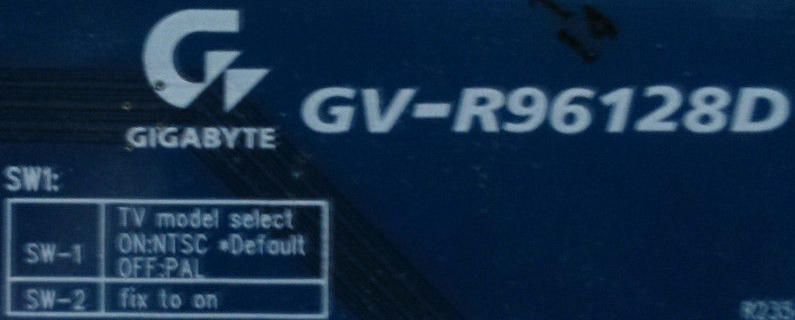 GIGABYTE
GV-R96128D
SW1:
SW-1
TV model select
ON:NTSC *Default
OFF:PAL
SW-2
fix to on
R235